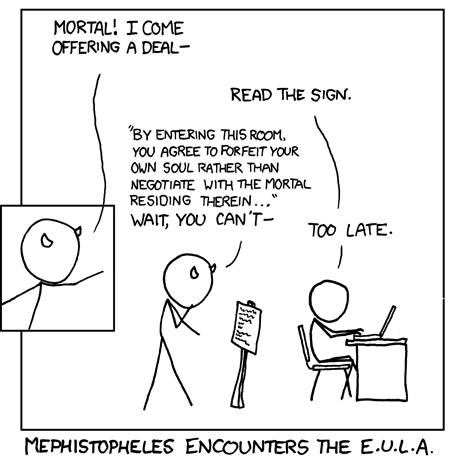 MORTAL! I COME
OFFERING A DEAL—
READ THE SIGN.
"BY ENTERING THIS ROOM,
YOU AGREE TO FORFEIT YOUR
OWN SOUL RATHER THAN
NEGOTIATE WITH THE MORTAL
RESIDING THEREIN..."
WAIT, YOU CAN'T—
TOO LATE.
MEPHISTOPHELES ENCOUNTERS THE E.U.L.A.